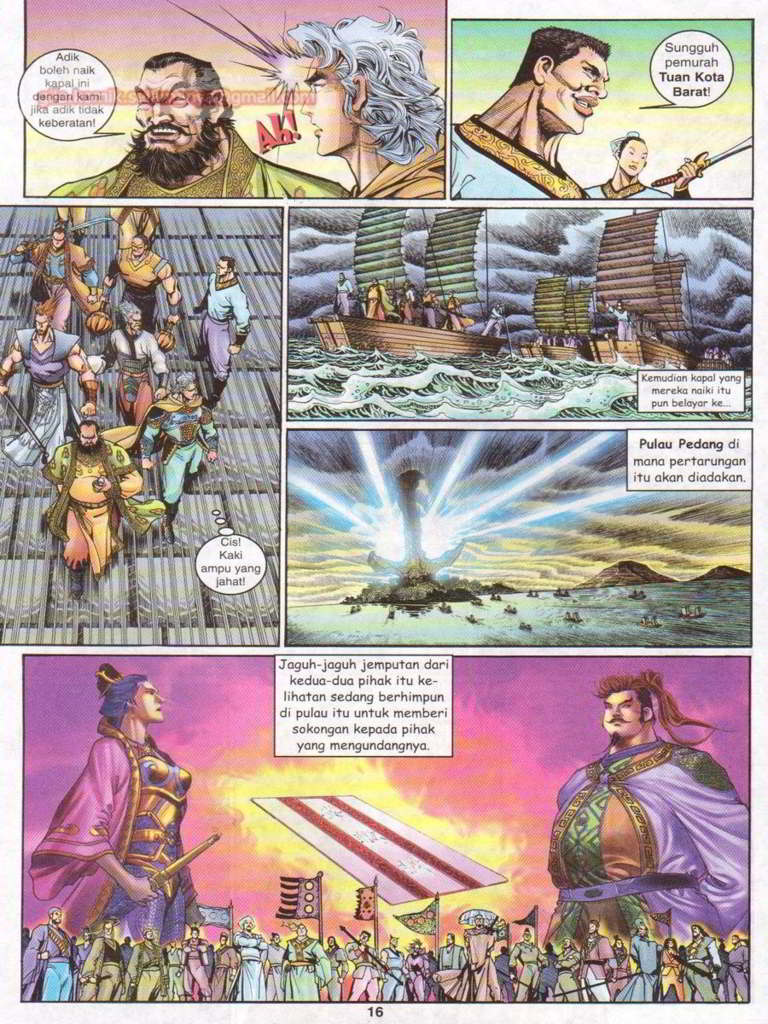 Adik
boleh naik
kapal ini
dengan kami
jika adik tidak
keberatan!
Ah!
Sungguh
pemurah
Tuan Kota
Barat!
Cis!
Kaki
ampu yang
jahat!
Kemudian kapal yang
mereka naiki itu
pun belayar ke...
Pulau Pedang di
mana pertarungan
itu akan diadakan.
Jaguh-jaguh jemputan dari
kedua-dua pihak itu ke-
lihatan sedang berhimpun
di pulau itu untuk memberi
sokongan kepada pihak
yang mengundangnya.
16